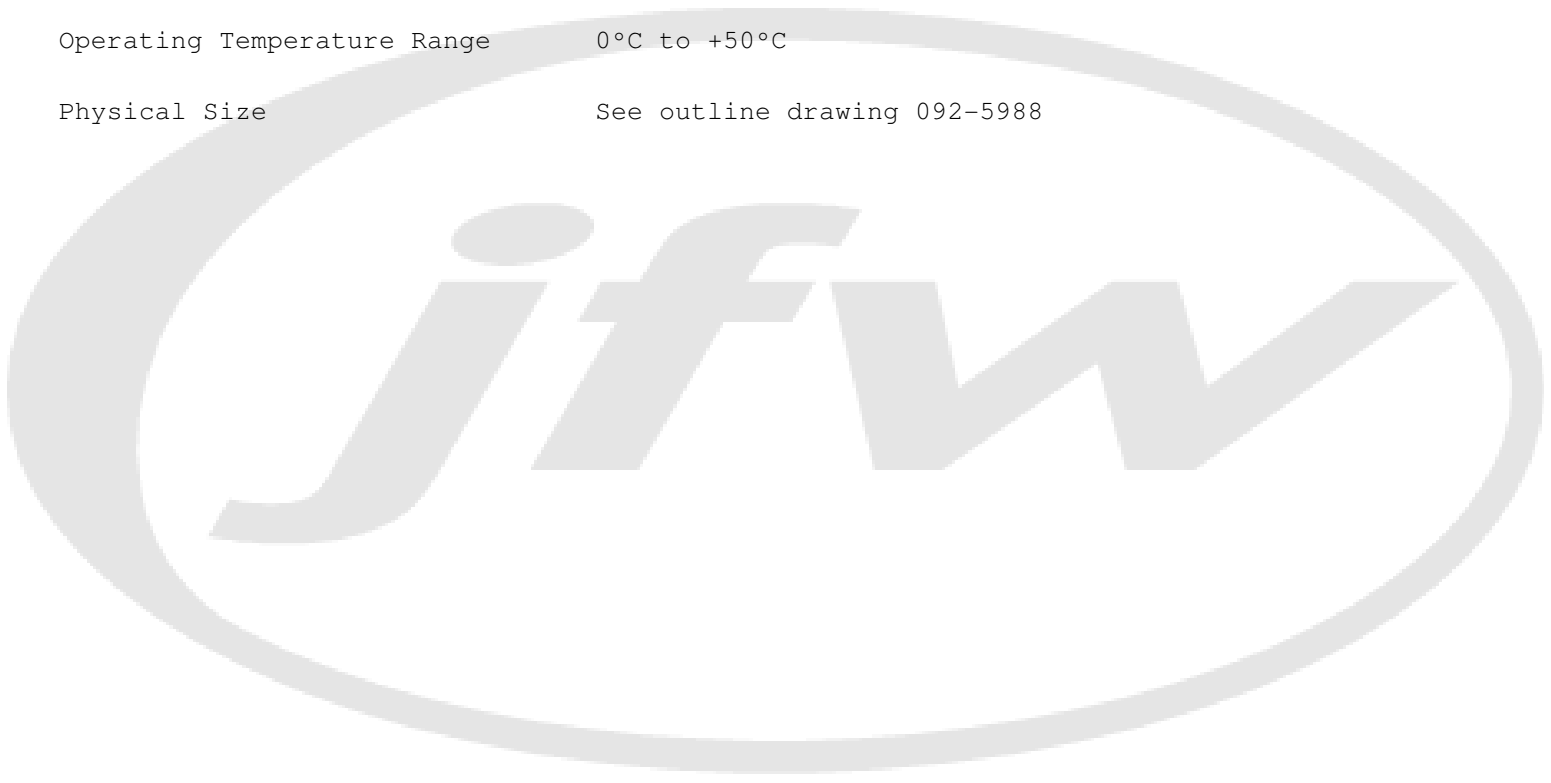 Operating Temperature Range 0°C to +50°C
Physical Size See outline drawing 092-5988
jfw